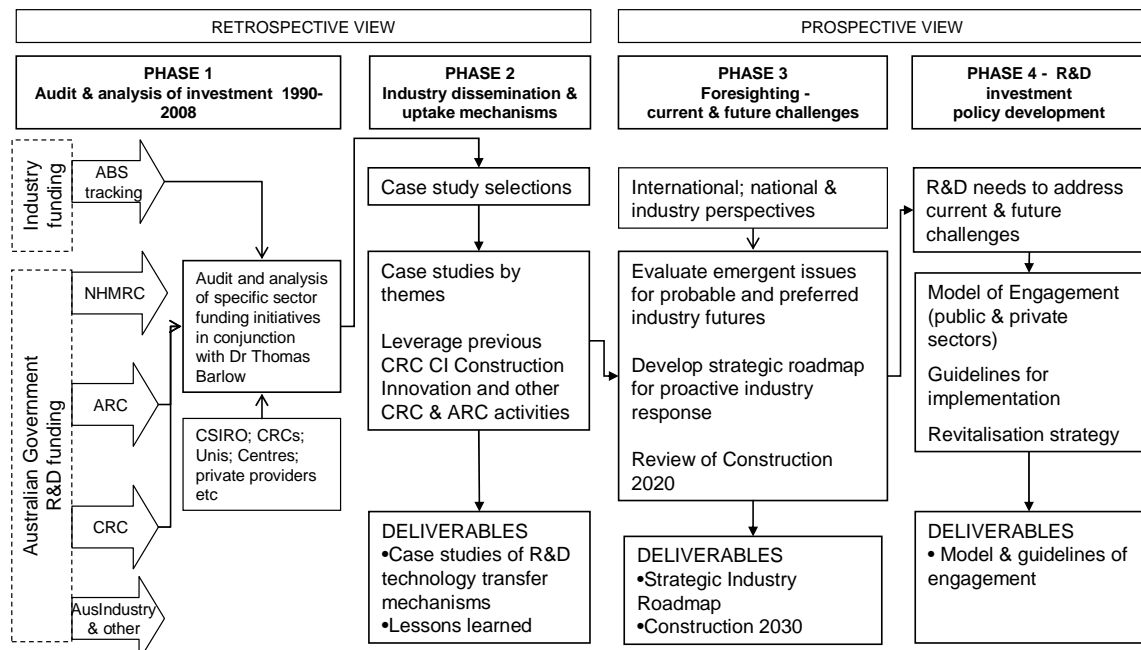 RETROSPECTIVE VIEW
PROSPECTIVE VIEW
PHASE 1
Audit & analysis of investment 1990-
2008
PHASE 2
Industry dissemination &
uptake mechanisms
PHASE 3
Foresighting -
current & future challenges
PHASE 4 - R&D
investment
policy development
Industry
funding
ABS
tracking
Australian Government
R&D funding
NHMRC
ARC
CRC
AusIndustry
& other
Audit and analysis
of specific sector
funding initiatives
in conjunction
with Dr Thomas
Barlow
CSIRO; CRCs;
Unis; Centres;
private providers
etc
Case study selections
Case studies by
themes
Leverage previous
CRC CI Construction
Innovation and other
CRC & ARC activities
DELIVERABLES
•Case studies of R&D
technology transfer
mechanisms
•Lessons learned
International; national &
industry perspectives
Evaluate emergent issues
for probable and preferred
industry futures
Develop strategic roadmap
for proactive industry
response
Review of Construction
2020
DELIVERABLES
•Strategic Industry
Roadmap
•Construction 2030
R&D needs to address
current & future
challenges
Model of Engagement
(public & private
sectors)
Guidelines for
implementation
Revitalisation strategy
DELIVERABLES
• Model & guidelines of
engagement